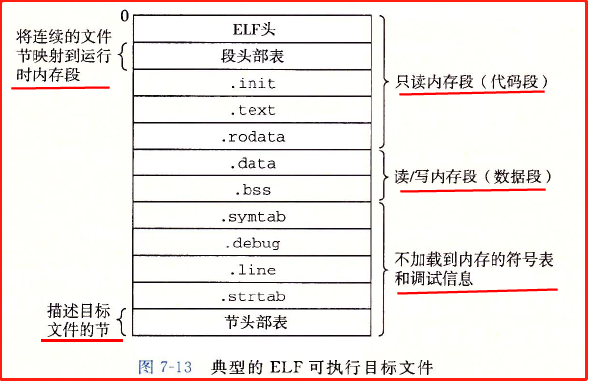 0
ELF头
将连续的文件
节映射到运行
时内存段
段头部表
.init
.text
.rodata
只读内存段（代码段）
.data
.bss
读/写内存段（数据段）
.symtab
.debug
.line
.strtab
不加载到内存的符号表
和调试信息
描述目标
文件的节
节头部表
图 7-13 典型的 ELF 可执行目标文件